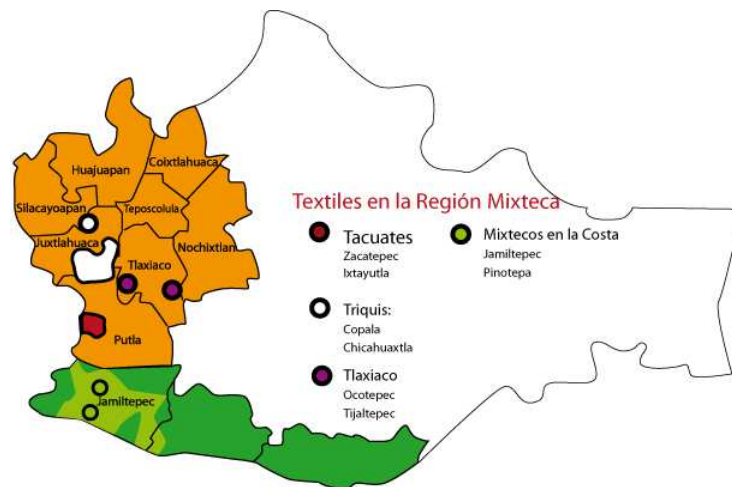 Coixtlahuaca
Huajuapan
Silacayoapan
Teposcolula
Juxtlahuaca
Nochixtlan
Tlaxiaco
Putla
Jamiltepec
Textiles en la Región Mixteca
Tacuates
Zacatepec
Ixtayutla
Triquis:
Copala
Chicahuaxtla
Tlaxiaco
Ocotepec
Tijaltepec
Mixtecos en la Costa
Jamiltepec
Pinotepa